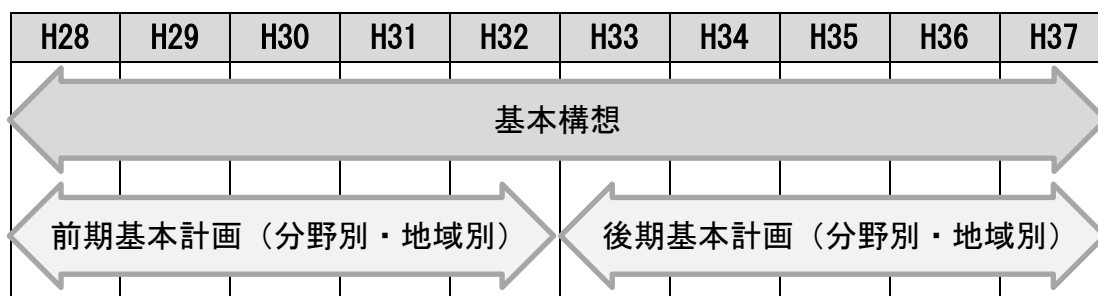 H28 H29 H30 H31 H32 H33 H34 H35 H36 H37
基本構想
前期基本計画（分野別・地域別） 後期基本計画（分野別・地域別）